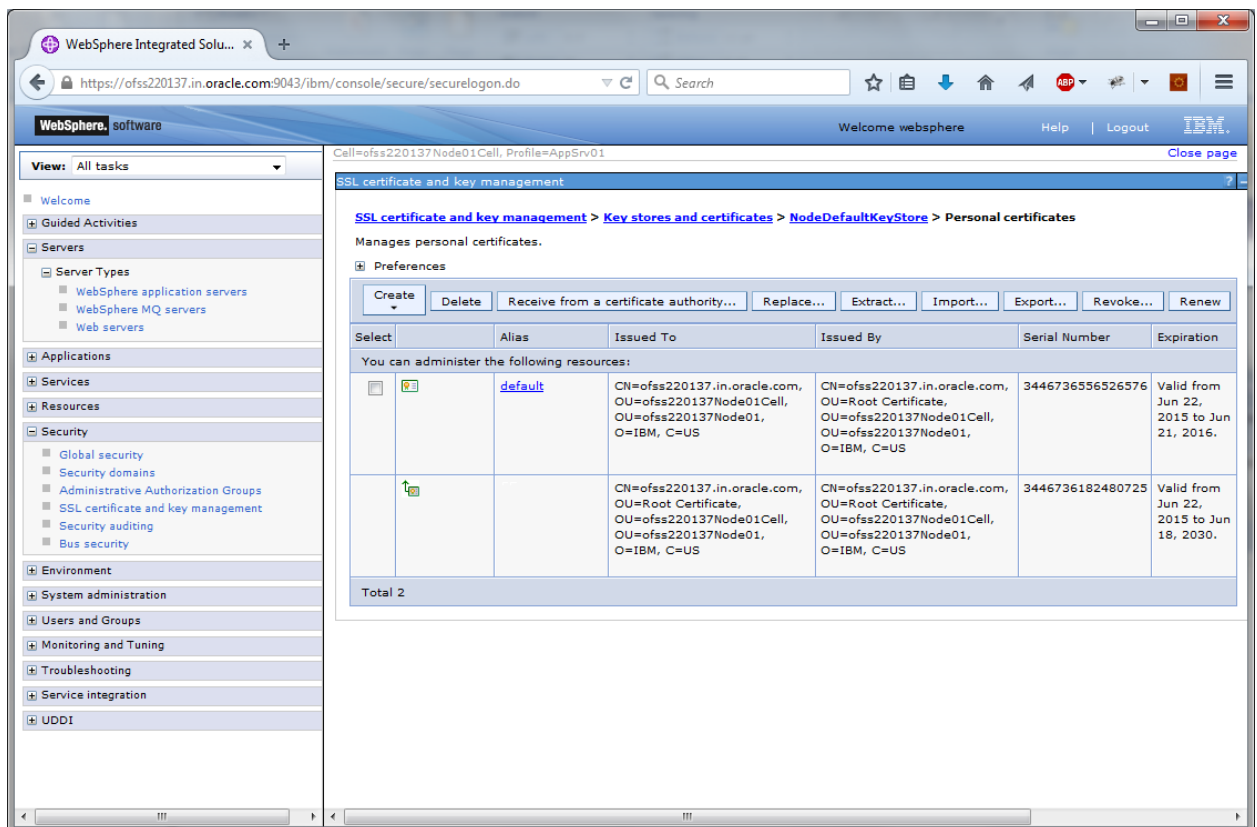 WebSphere Integrated Solu... × +
https://ofss220137.in.oracle.com:9043/ibm/console/secure/securelogon.do
Search
ABP
WebSphere. software
Welcome websphere
Help | Logout
IBM.
View: All tasks
Cell=ofss220137Node01Cell, Profile=AppSrv01
Close page
Welcome
Guided Activities
Servers
Server Types
WebSphere application servers
WebSphere MQ servers
Web servers
Applications
Services
Resources
Security
Global security
Security domains
Administrative Authorization Groups
SSL certificate and key management
Security auditing
Bus security
Environment
System administration
Users and Groups
Monitoring and Tuning
Troubleshooting
Service integration
UDDI
SSL certificate and key management
?
SSL certificate and key management > Key stores and certificates > NodeDefaultKeyStore > Personal certificates
Manages personal certificates.
Preferences
Create Delete Receive from a certificate authority... Replace... Extract... Import... Export... Revoke... Renew
Select Alias Issued To Issued By Serial Number Expiration
You can administer the following resources:
default
CN=ofss220137.in.oracle.com,
OU=ofss220137Node01Cell,
OU=ofss220137Node01,
O=IBM, C=US
CN=ofss220137.in.oracle.com,
OU=Root Certificate,
OU=ofss220137Node01Cell,
OU=ofss220137Node01,
O=IBM, C=US
3446736556526576
Valid from
Jun 22,
2015 to Jun
21, 2016.
CN=ofss220137.in.oracle.com,
OU=Root Certificate,
OU=ofss220137Node01Cell,
OU=ofss220137Node01,
O=IBM, C=US
CN=ofss220137.in.oracle.com,
OU=Root Certificate,
OU=ofss220137Node01Cell,
OU=ofss220137Node01,
O=IBM, C=US
3446736182480725
Valid from
Jun 22,
2015 to Jun
18, 2030.
Total 2